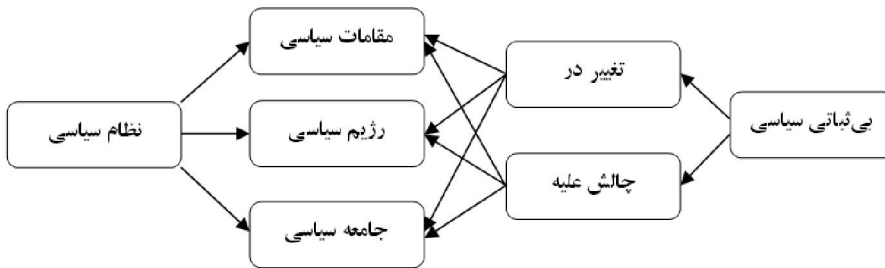 بی‌ثباتی سیاسی
تغییر در
چالش علیه
مقامات سیاسی
رژیم سیاسی
جامعه سیاسی
نظام سیاسی